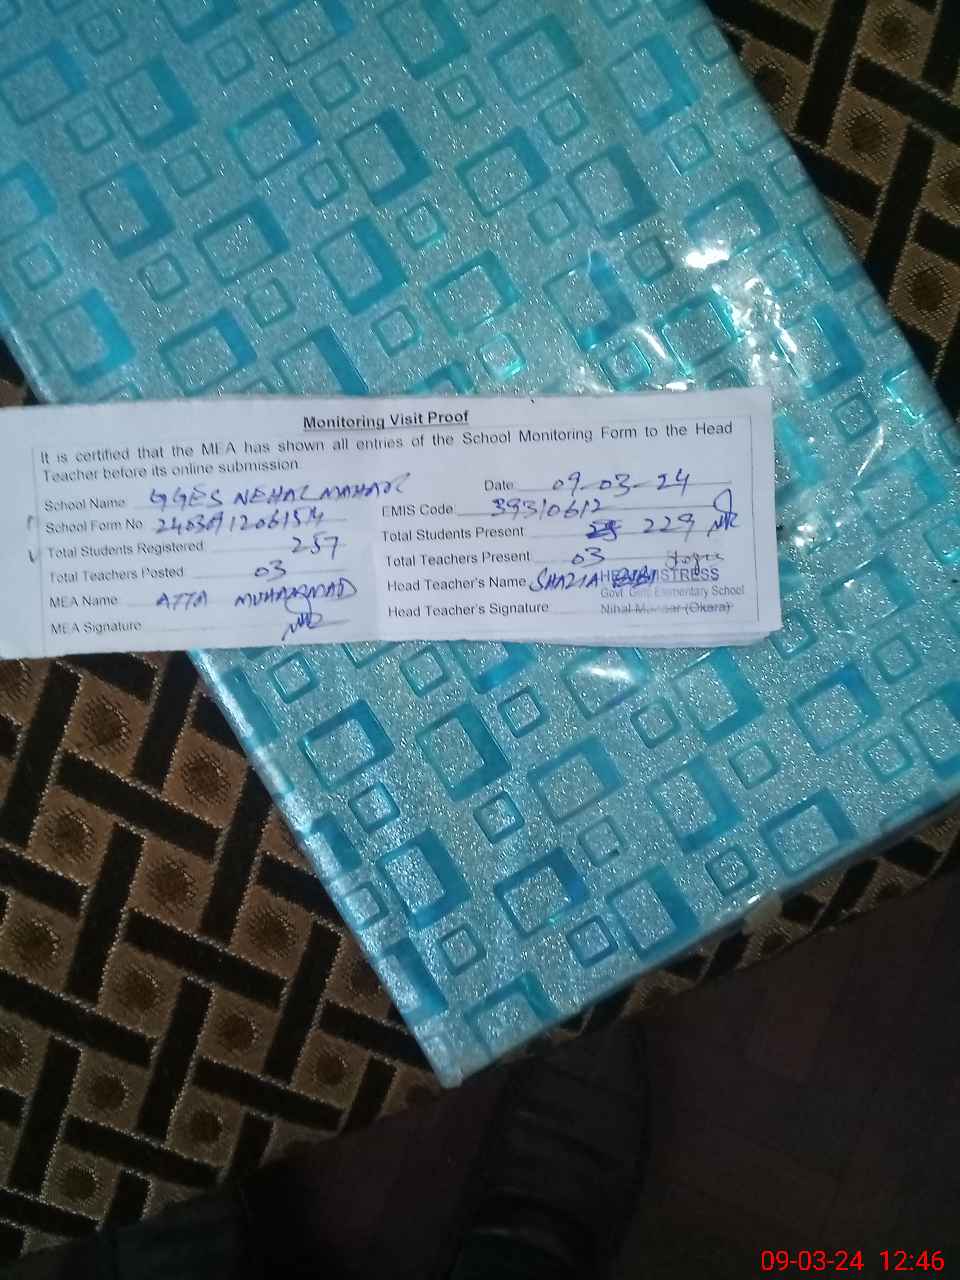 Monitoring Visit Proof
It is certified that the MEA has shown all entries of the School Monitoring Form to the Head
Teacher before its online submission.
School Name GGES NEHAL MAHAR
Date 09-03-24
School Form No
EMIS Code 39310612
Total Students Registered 257
Total Students Present 229
Total Teachers Posted 03
Total Teachers Present 03
MEA Name ATTA MUHAMMAD
Head Teacher's Name SHAZIA BIBI
HEADMISTRESS
Govt. Girls Elementary School
Nihal (Okara)
MEA Signature
Head Teacher's Signature
09-03-24 12:46